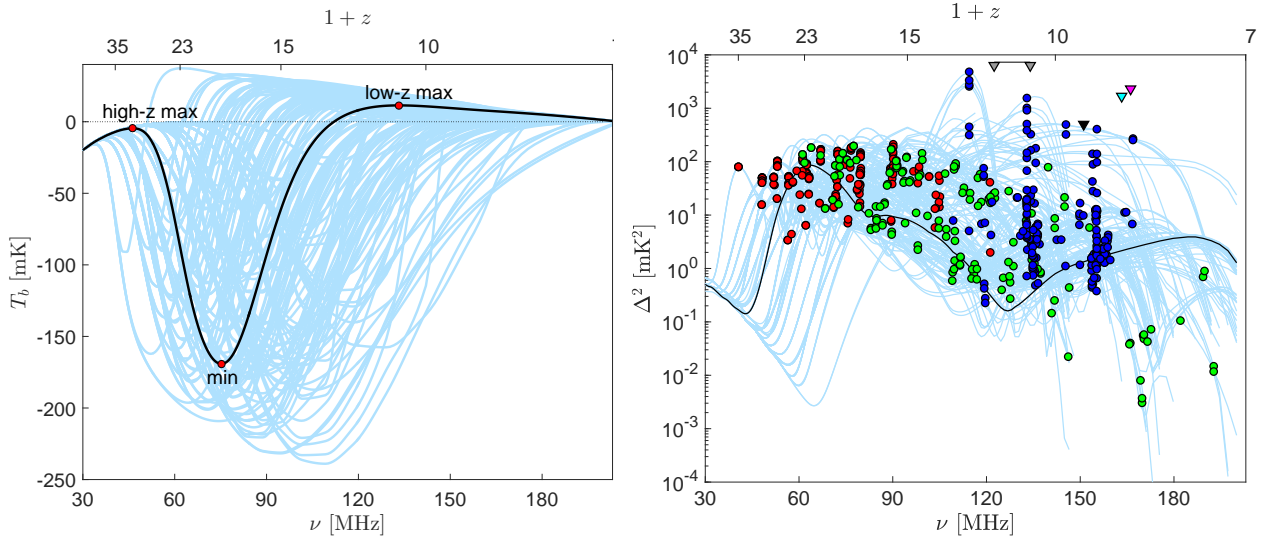 1 + z
35 23 15 10
high-z max
low-z max
min
0
-50
-100
-150
-200
-250
T_b [mK]
30 60 90 120 150 180
ν [MHz]
1 + z
35 23 15 10 7
10^4
10^3
10^2
10^1
10^0
10^-1
10^-2
10^-3
10^-4
Δ^2 [mK^2]
30 60 90 120 150 180
ν [MHz]